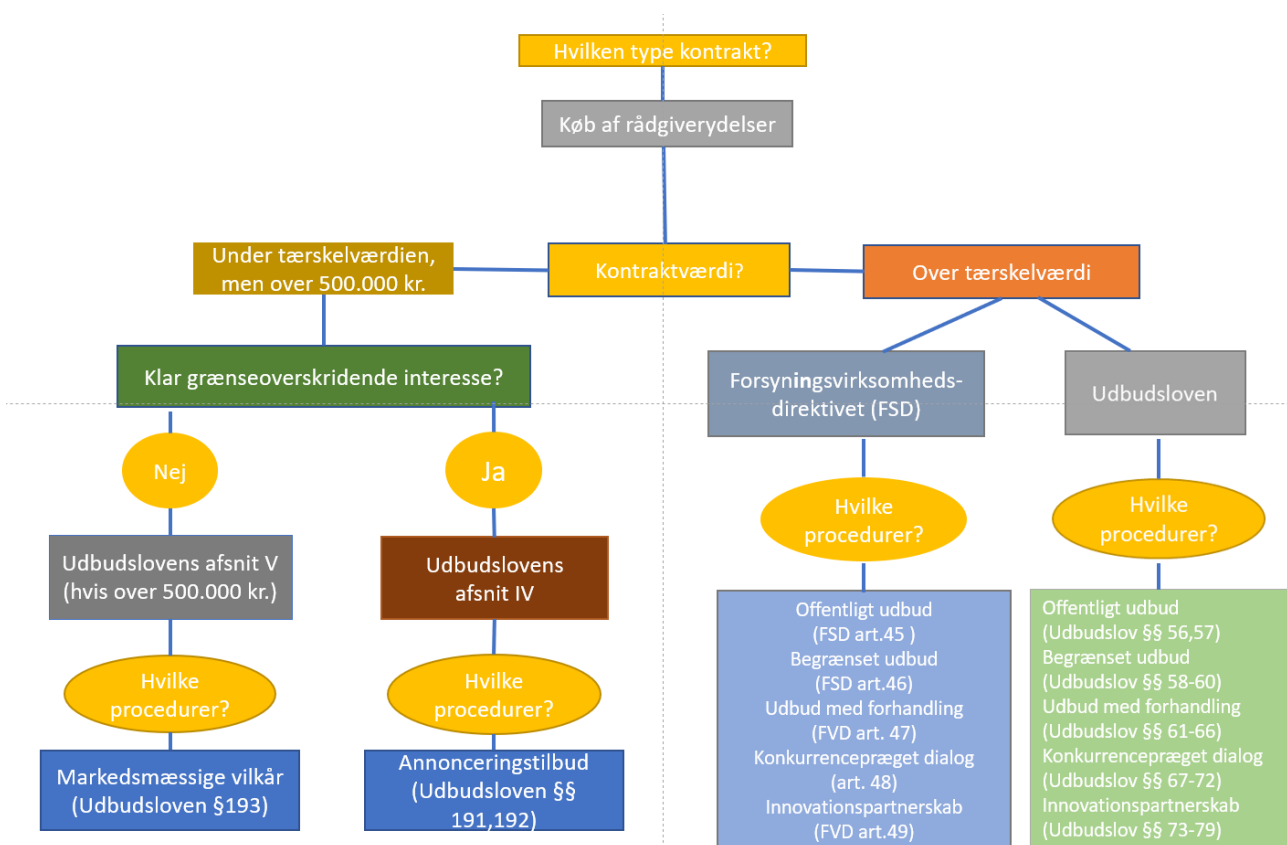 Hvilken type kontrakt?
Køb af rådgiverydelser
Under tærskelværdien,
men over 500.000 kr.
Kontraktværdi?
Over tærskelværdi
Klar grænseoverskridende interesse?
Forsyningsvirksomheds-
direktivet (FSD)
Udbudsloven
Nej
Ja
Hvilke
procedurer?
Hvilke
procedurer?
Udbudslovens afsnit V
(hvis over 500.000 kr.)
Udbudslovens
afsnit IV
Hvilke
procedurer?
Hvilke
procedurer?
Markedsmæssige vilkår
(Udbudsloven §193)
Annonceringstilbud
(Udbudsloven §§
191,192)
Offentligt udbud
(FSD art.45 )
Begrænset udbud
(FSD art.46)
Udbud med forhandling
(FVD art. 47)
Konkurrencepræget dialog
(art. 48)
Innovationspartnerskab
(FVD art.49)
Offentligt udbud
(Udbudslov §§ 56,57)
Begrænset udbud
(Udbudslov §§ 58-60)
Udbud med forhandling
(Udbudslov §§ 61-66)
Konkurrencepræget dialog
(Udbudslov §§ 67-72)
Innovationspartnerskab
(Udbudslov §§ 73-79)